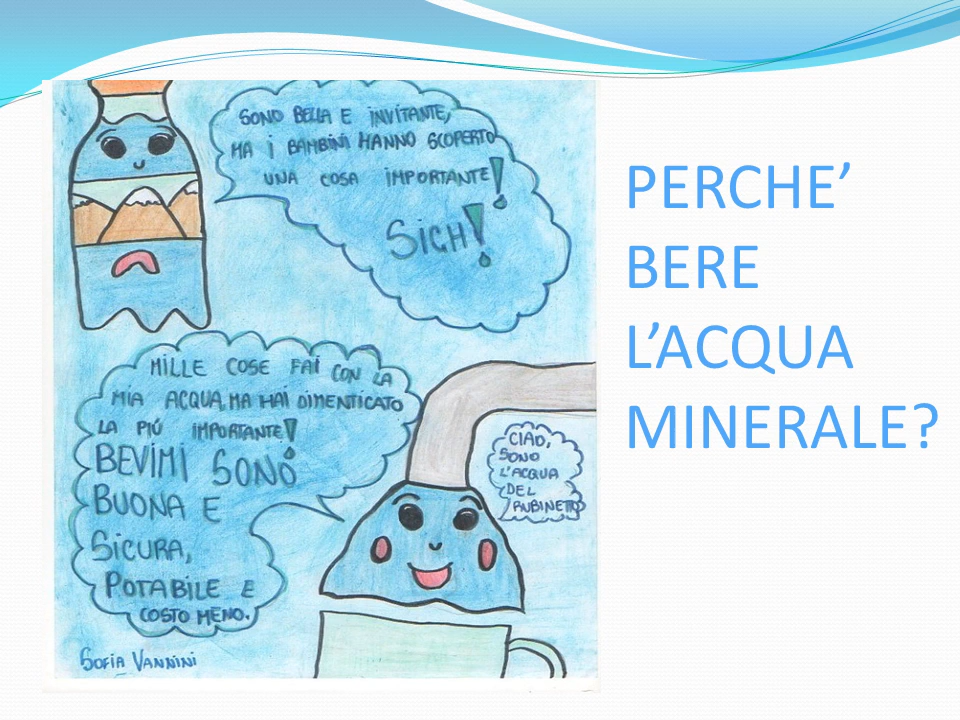 SONO BELLA E INVITANTE,
MA I BAMBINI HANNO SCOPERTO
UNA COSA IMPORTANTE!
SICH!
MILLE COSE FAI CON LA
MIA ACQUA, MA HAI DIMENTICATO
LA PIÚ IMPORTANTE!
BEVIMI SONO
BUONA E
SICURA,
POTABILE E
COSTO MENO.
CIAO,
SONO
L'ACQUA
DEL
RUBINETTO
SOFIA VANNINI
PERCHE’
BERE
L’ACQUA
MINERALE?